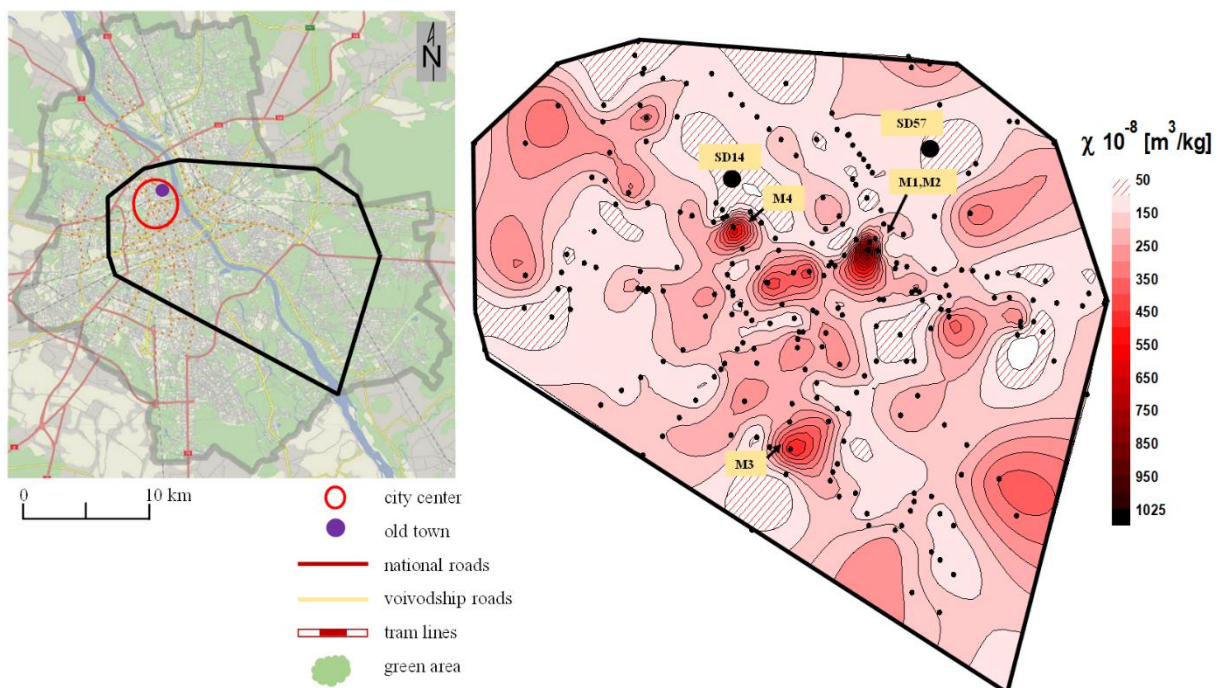 N
SD57
χ 10⁻⁸ [m³/kg]
SD14
M1,M2
M4
50
150
250
350
450
550
650
750
850
950
1025
M3
0
10 km
city center
old town
national roads
voivodship roads
tram lines
green area